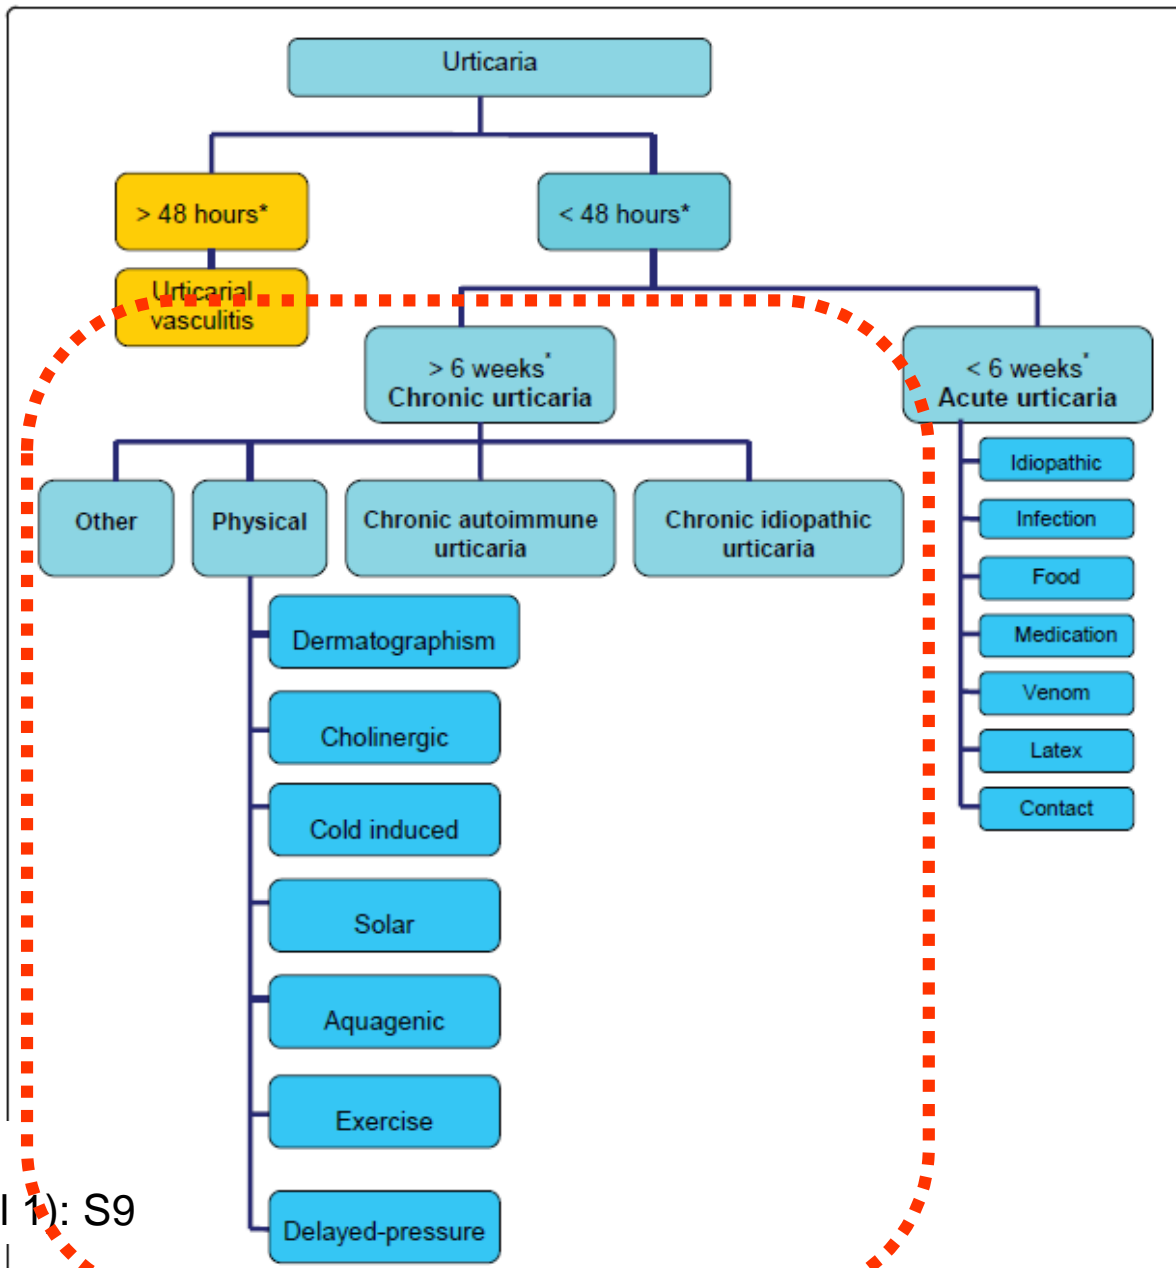 Urticaria
> 48 hours*
< 48 hours*
Urticarial
vasculitis
> 6 weeks*
Chronic urticaria
< 6 weeks*
Acute urticaria
Other
Physical
Chronic autoimmune
urticaria
Chronic idiopathic
urticaria
Dermatographism
Cholinergic
Cold induced
Solar
Aquagenic
Exercise
Delayed-pressure
Idiopathic
Infection
Food
Medication
Venom
Latex
Contact
l 1): S9